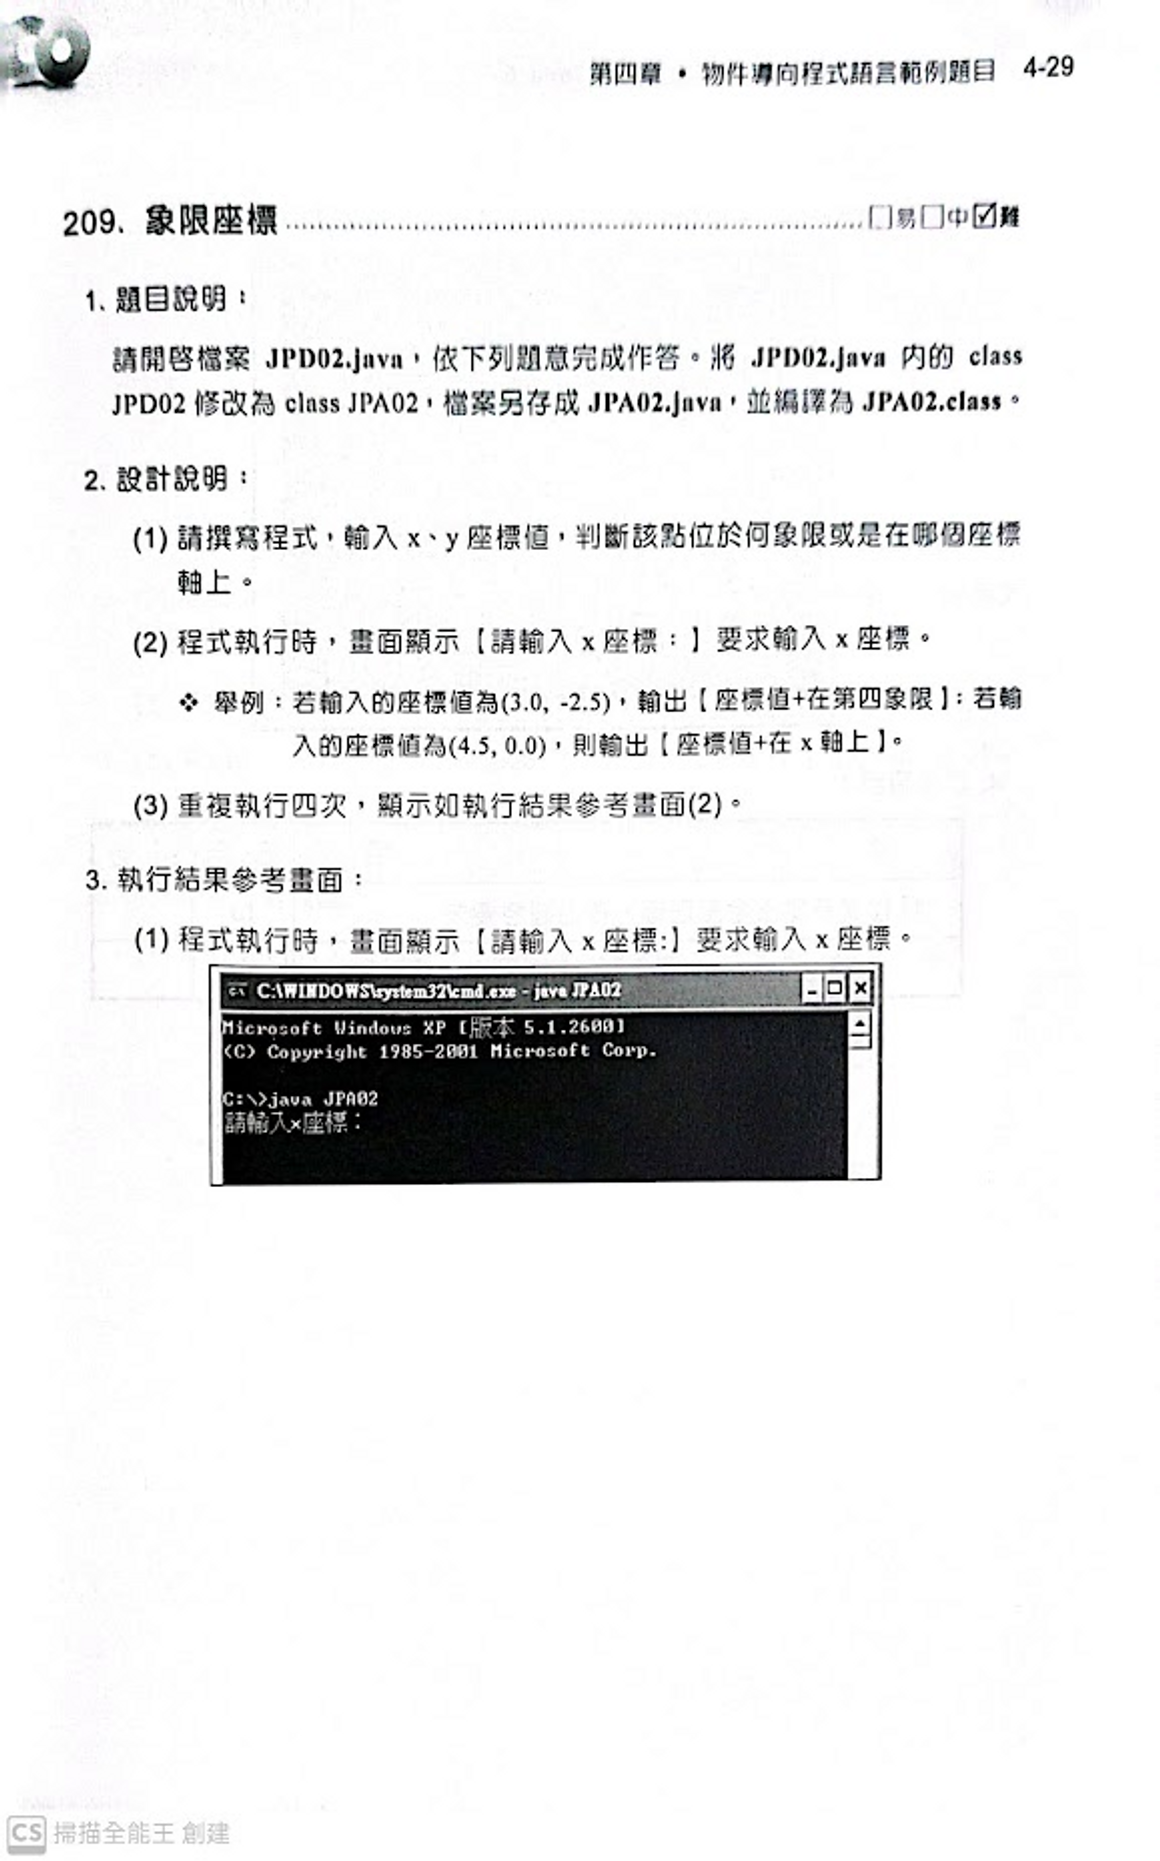 第四章 • 物件導向程式語言範例題目 4-29
209. 象限座標 □易□中☑難
1. 題目說明：
請開啓檔案 JPD02.java，依下列題意完成作答。將 JPD02.java 內的 class
JPD02 修改為 class JPA02，檔案另存成 JPA02.java，並編譯為 JPA02.class。
2. 設計說明：
(1) 請撰寫程式，輸入 x、y 座標值，判斷該點位於何象限或是在哪個座標
軸上。
(2) 程式執行時，畫面顯示【請輸入 x 座標：】要求輸入 x 座標。
❖ 舉例：若輸入的座標值為(3.0, -2.5)，輸出【座標值+在第四象限】；若輸
入的座標值為(4.5, 0.0)，則輸出【座標值+在 x 軸上】。
(3) 重複執行四次，顯示如執行結果參考畫面(2)。
3. 執行結果參考畫面：
(1) 程式執行時，畫面顯示【請輸入 x 座標:】要求輸入 x 座標。
C:\WINDOWS\system32\cmd.exe - java JPA02
Microsoft Windows XP [版本 5.1.2600]
(C) Copyright 1985-2001 Microsoft Corp.
C:\>java JPA02
請輸入x座標：
CS 掃描全能王 創建